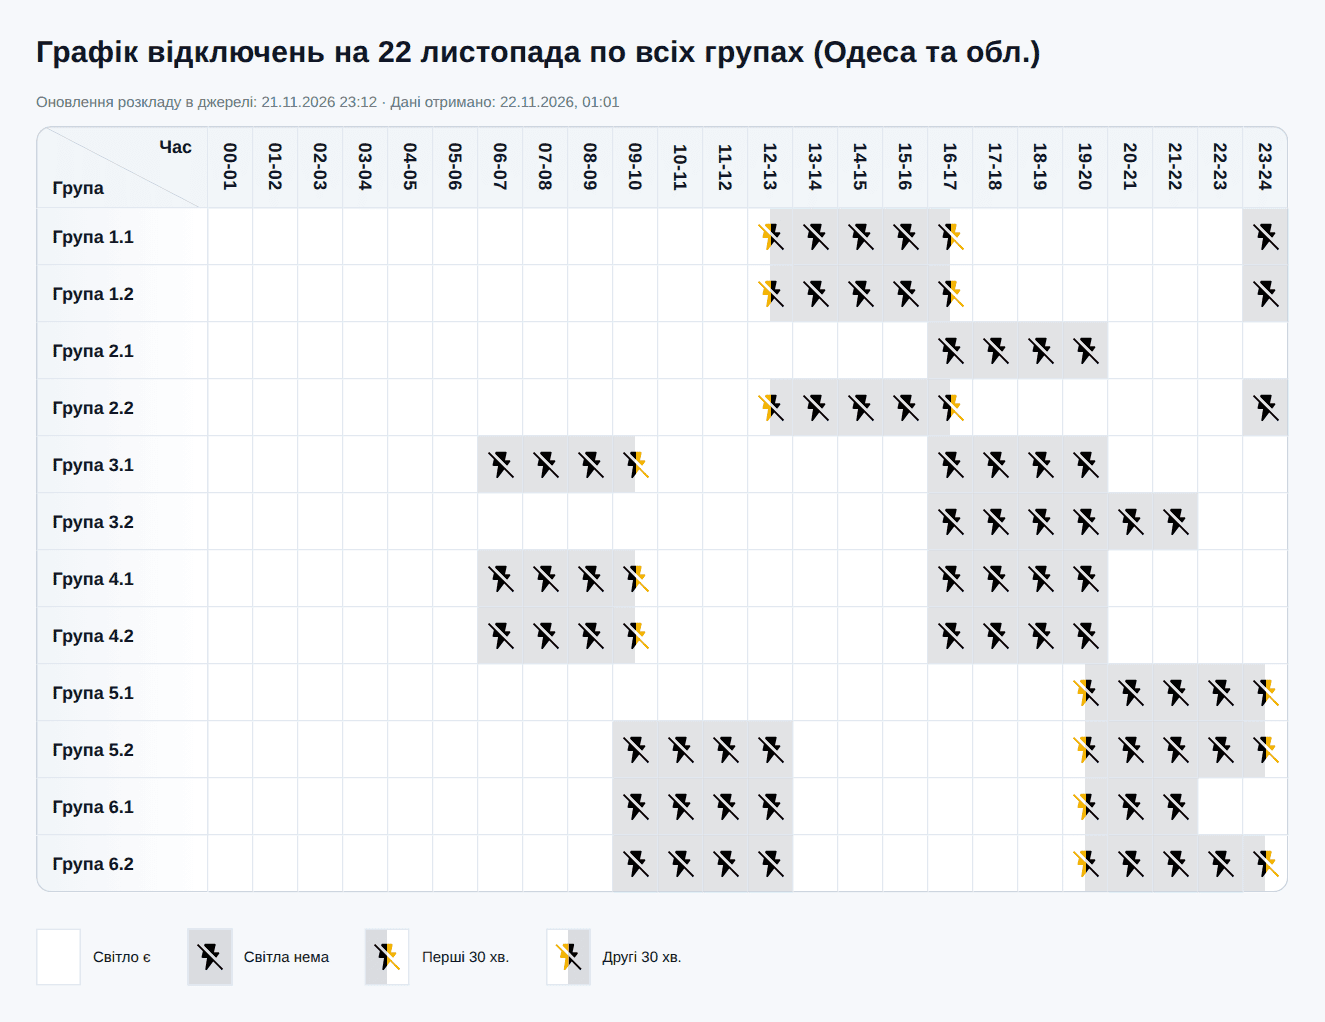 Графік відключень на 22 листопада по всіх групах (Одеса та обл.)
Оновлення розкладу в джерелі: 21.11.2026 23:12 · Дані отримано: 22.11.2026, 01:01
Час
Група
00-01
01-02
02-03
03-04
04-05
05-06
06-07
07-08
08-09
09-10
10-11
11-12
12-13
13-14
14-15
15-16
16-17
17-18
18-19
19-20
20-21
21-22
22-23
23-24
Група 1.1
Група 1.2
Група 2.1
Група 2.2
Група 3.1
Група 3.2
Група 4.1
Група 4.2
Група 5.1
Група 5.2
Група 6.1
Група 6.2
Світло є
Світла нема
Перші 30 хв.
Другі 30 хв.